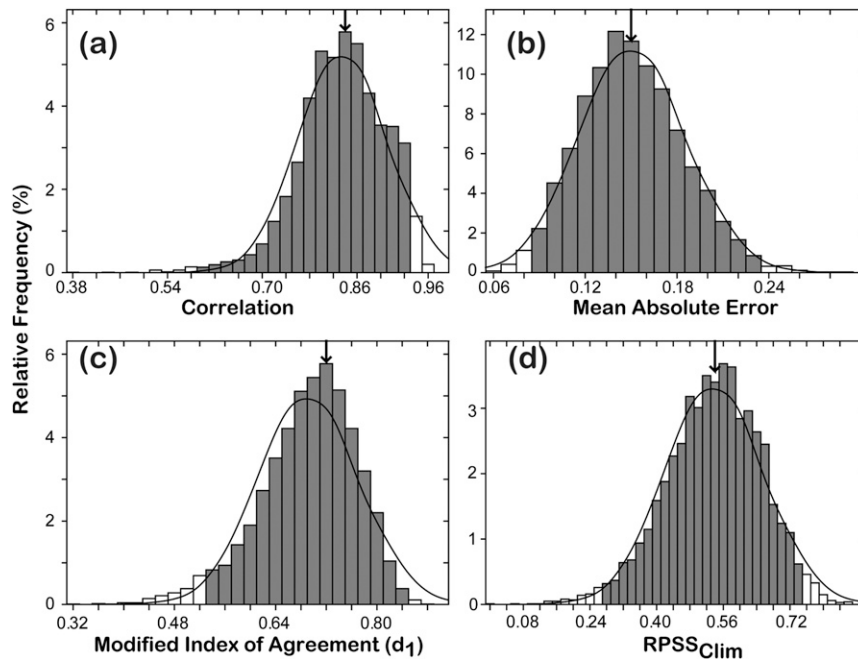 (a)
6
4
2
0
0.38 0.54 0.70 0.86 0.96
Correlation
(b)
12
10
8
6
4
2
0
0.06 0.12 0.18 0.24
Mean Absolute Error
Relative Frequency (%)
(c)
6
4
2
0
0.32 0.48 0.64 0.80
Modified Index of Agreement (d1)
(d)
3
2
1
0
0.08 0.24 0.40 0.56 0.72
RPSSClim